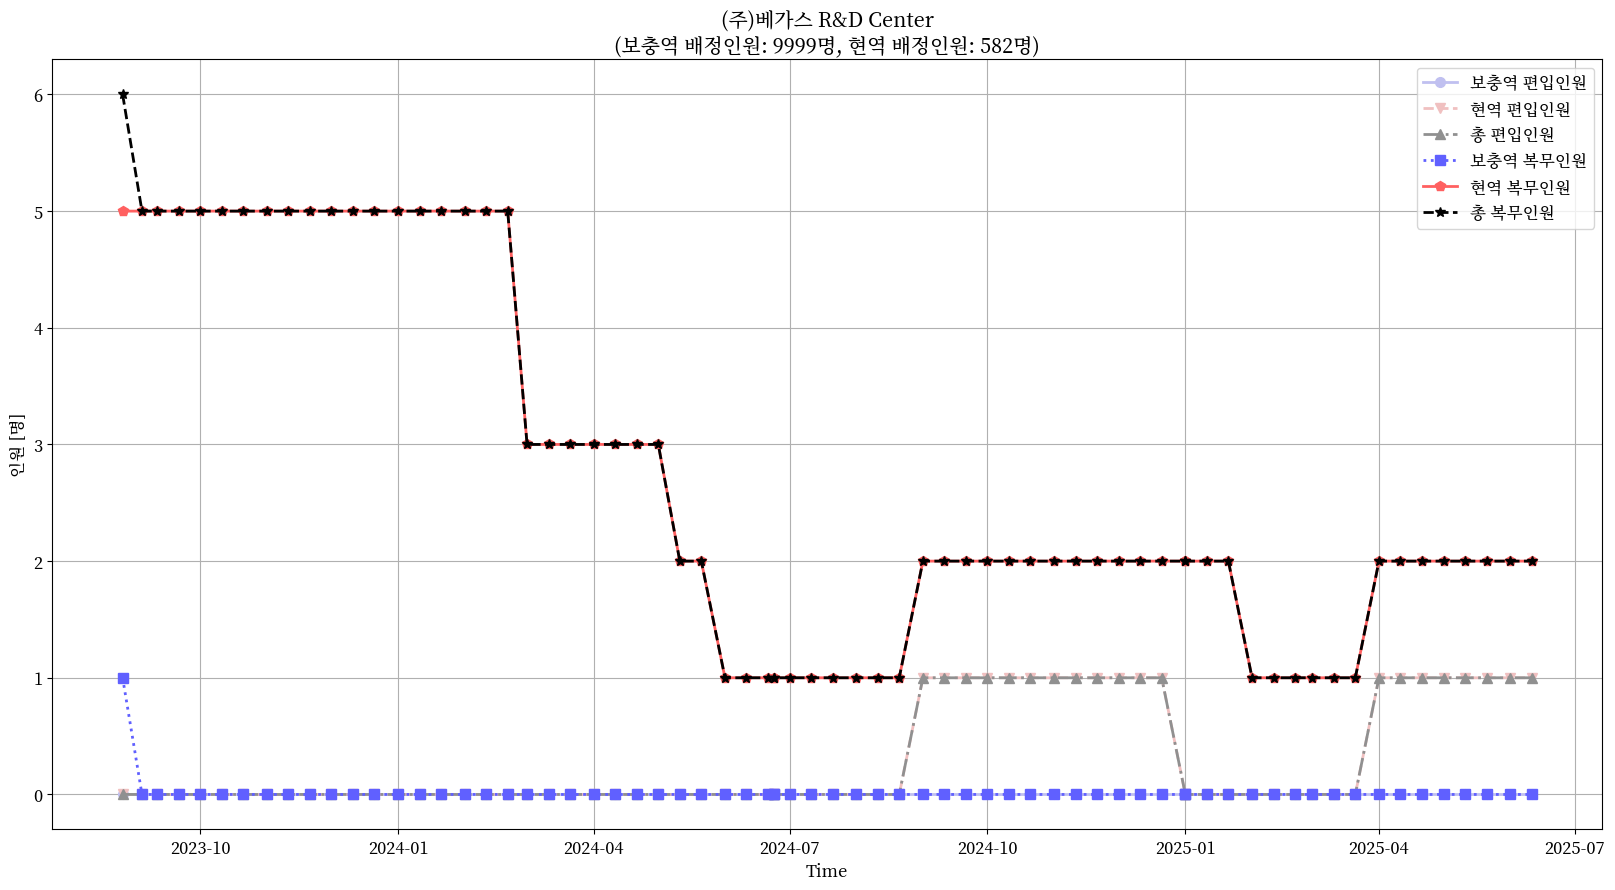 (주)베가스 R&D Center
(보충역 배정인원: 9999명, 현역 배정인원: 582명)
보충역 편입인원
현역 편입인원
총 편입인원
보충역 복무인원
현역 복무인원
총 복무인원
인원 [명]
6
5
4
3
2
1
0
2023-10
2024-01
2024-04
2024-07
2024-10
2025-01
2025-04
2025-07
Time